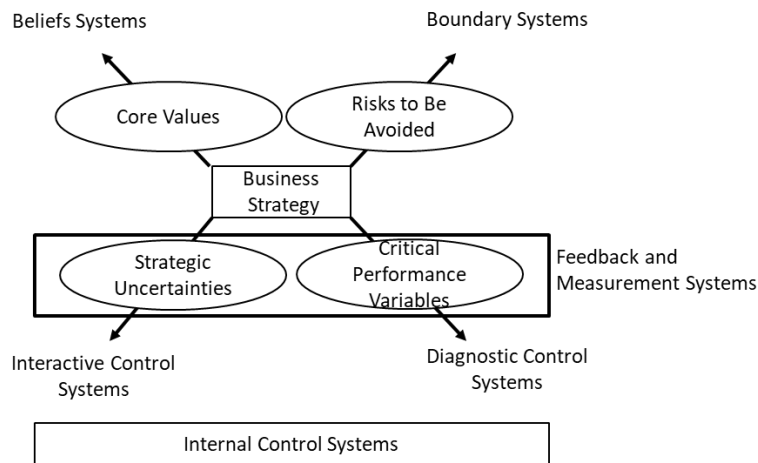 Beliefs Systems
Boundary Systems
Core Values
Risks to Be
Avoided
Business
Strategy
Strategic
Uncertainties
Critical
Performance
Variables
Feedback and
Measurement Systems
Interactive Control
Systems
Diagnostic Control
Systems
Internal Control Systems